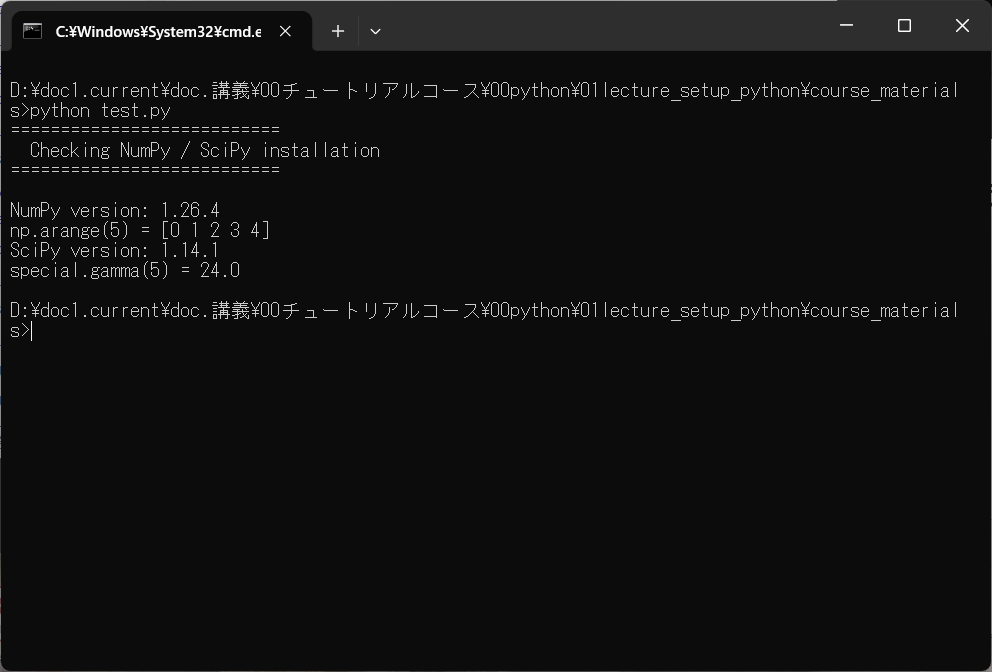 C:¥Windows¥System32¥cmd.e
D:¥doc1.current¥doc.講義¥00チュートリアルコース¥00python¥01lecture_setup_python¥course_material
s>python test.py
===========================
  Checking NumPy / SciPy installation
===========================
NumPy version: 1.26.4
np.arange(5) = [0 1 2 3 4]
SciPy version: 1.14.1
special.gamma(5) = 24.0
D:¥doc1.current¥doc.講義¥00チュートリアルコース¥00python¥01lecture_setup_python¥course_material
s>